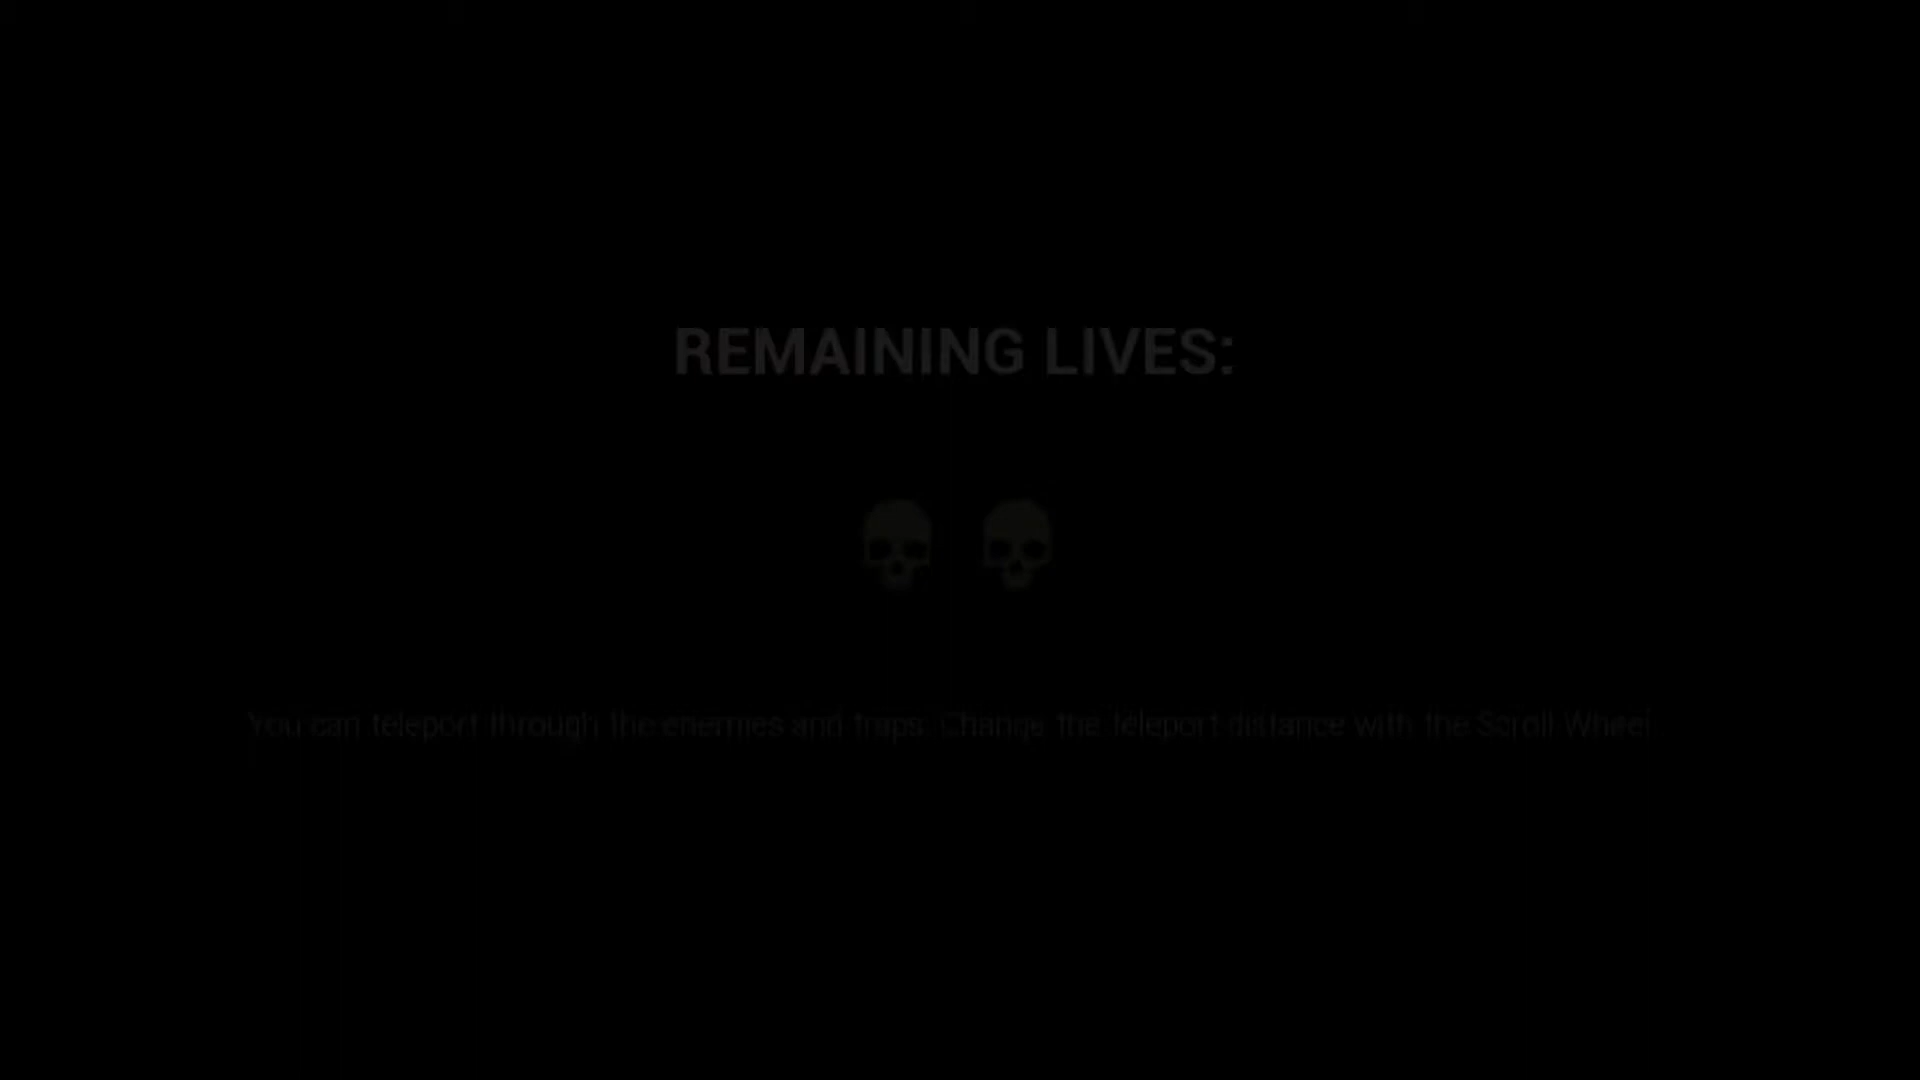 REMAINING LIVES:
You can teleport through the enemies and traps. Change the teleport distance with the Scroll Wheel.